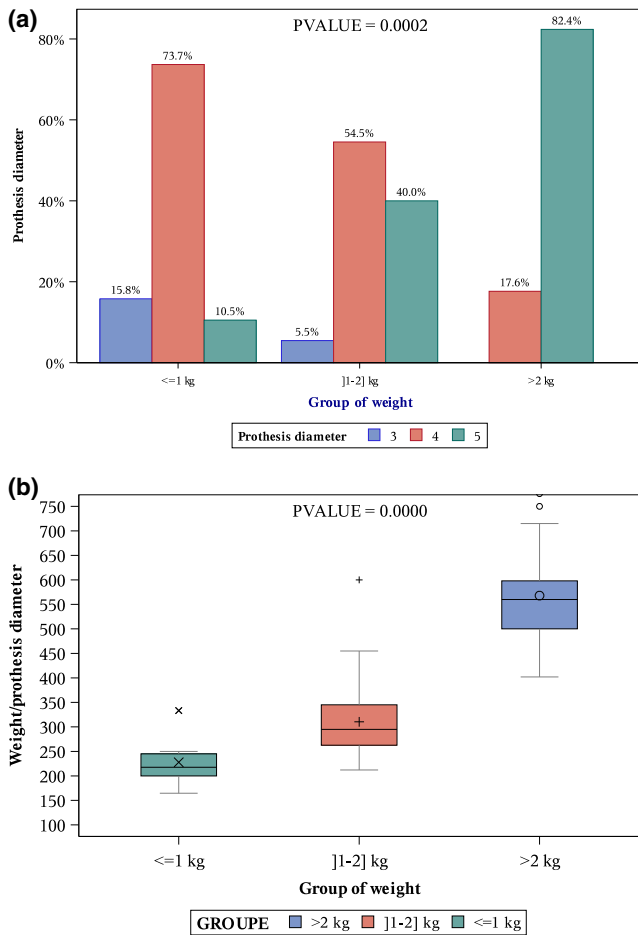 (a)
PVALUE = 0.0002
Prothesis diameter
80%
60%
40%
20%
0%
15.8%
73.7%
10.5%
5.5%
54.5%
40.0%
17.6%
82.4%
<=1 kg
]1-2] kg
>2 kg
Group of weight
Prothesis diameter 3 4 5
(b)
PVALUE = 0.0000
Weight/prothesis diameter
750
700
650
600
550
500
450
400
350
300
250
200
150
100
<=1 kg
]1-2] kg
>2 kg
Group of weight
GROUPE >2 kg ]1-2] kg <=1 kg